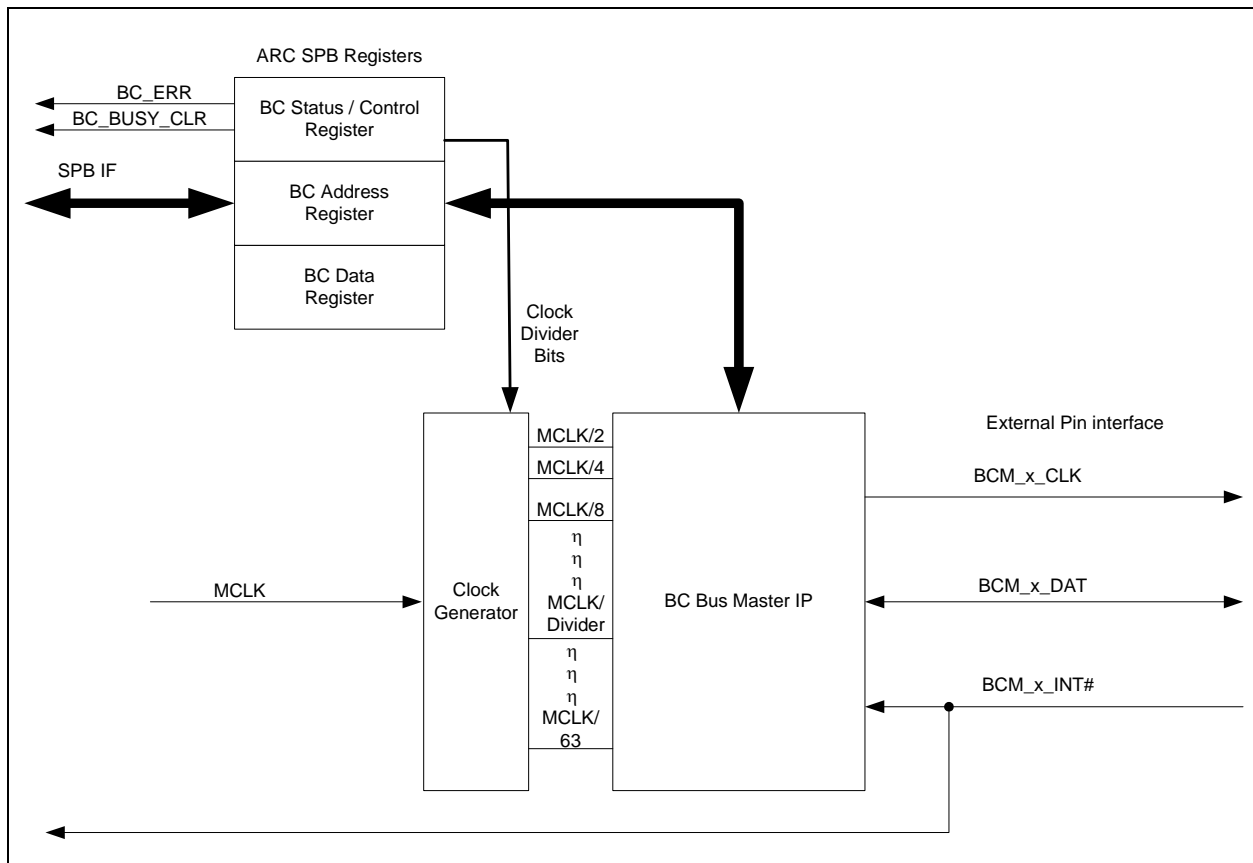 ARC SPB Registers
BC_ERR
BC_BUSY_CLR
BC Status / Control
Register
SPB IF
BC Address
Register
BC Data
Register
Clock
Divider
Bits
MCLK/2
MCLK/4
MCLK/8
η
η
η
MCLK/
Divider
η
η
η
MCLK/
63
MCLK
Clock
Generator
BC Bus Master IP
External Pin interface
BCM_x_CLK
BCM_x_DAT
BCM_x_INT#